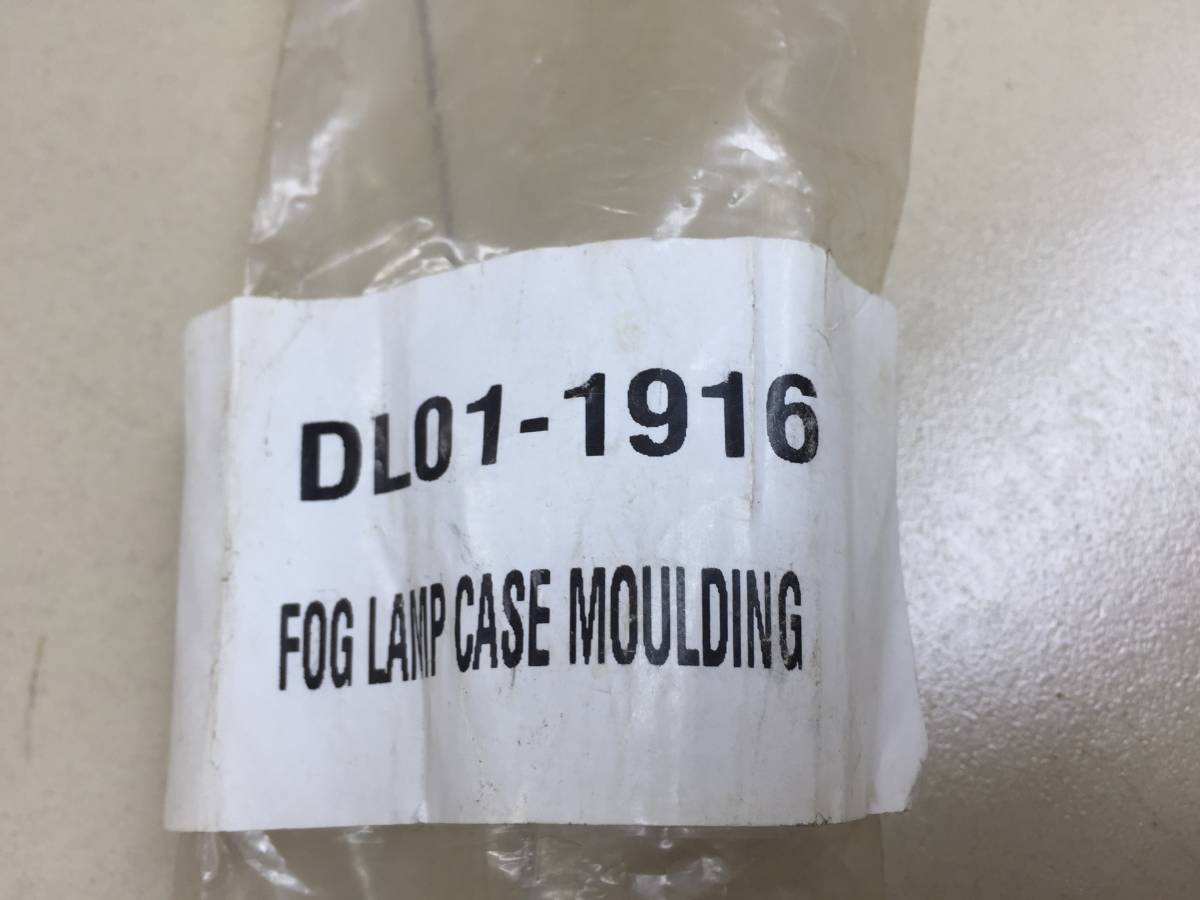 DL01-1916
FOG LAMP CASE MOULDING